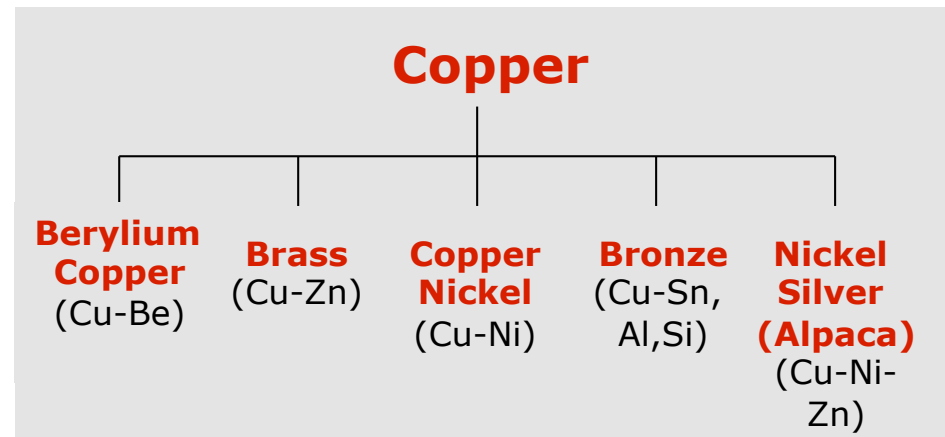 Copper
Berylium
Copper
(Cu-Be)
Brass
(Cu-Zn)
Copper
Nickel
(Cu-Ni)
Bronze
(Cu-Sn,
Al,Si)
Nickel
Silver
(Alpaca)
(Cu-Ni-
Zn)